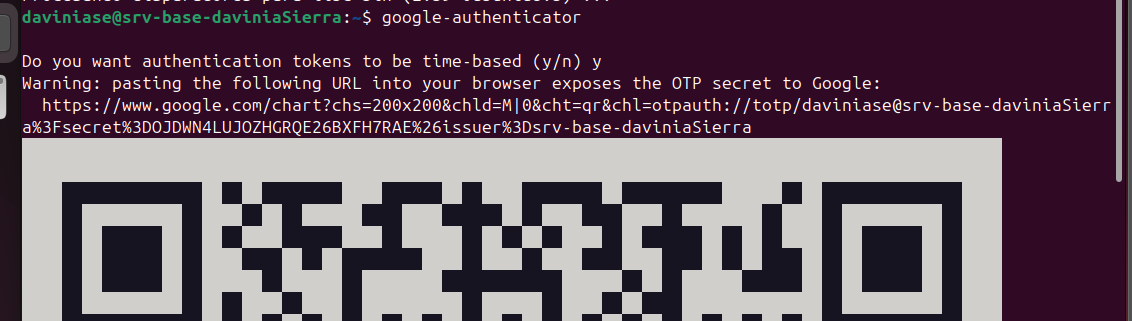 daviniase@srv-base-daviniaSierra:~$ google-authenticator
Do you want authentication tokens to be time-based (y/n) y
Warning: pasting the following URL into your browser exposes the OTP secret to Google:
https://www.google.com/chart?chs=200x200&chld=M|0&cht=qr&chl=otpauth://totp/daviniase@srv-base-daviniaSierr
a%3Fsecret%3DOJDWN4LUJOZHGRQE26BXFH7RAE%26issuer%3Dsrv-base-daviniaSierra